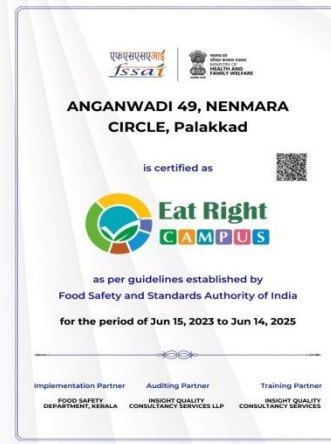 एफएसएसएआई
fssai
MINISTRY OF
HEALTH AND
FAMILY WELFARE
ANGANWADI 49, NENMARA
CIRCLE, Palakkad
is certified as
Eat Right
CAMPUS
as per guidelines established by
Food Safety and Standards Authority of India
for the period of Jun 15, 2023 to Jun 14, 2025
Implementation Partner Auditing Partner Training Partner
FOOD SAFETY INSIGHT QUALITY INSIGHT QUALITY
DEPARTMENT, KERALA CONSULTANCY SERVICES LLP CONSULTANCY SERVICES